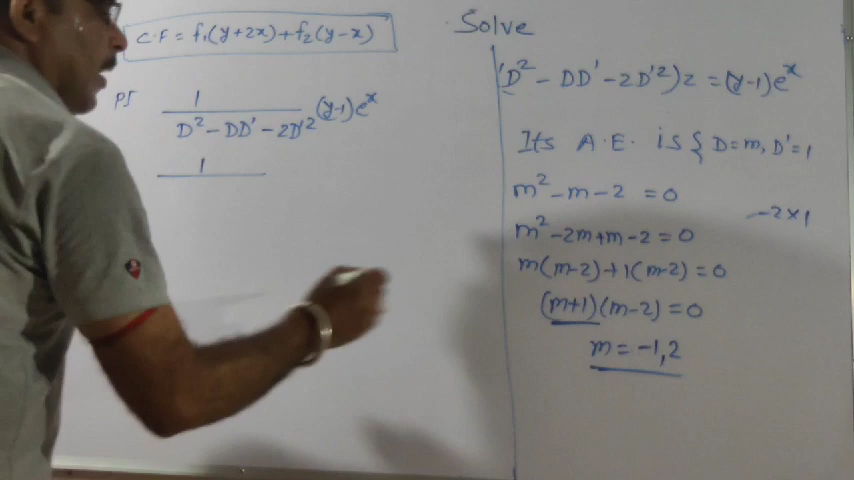 C.F = f₁(y+2x)+f₂(y-x)
PI 1
D² - DD' - 2D'² (y-1)eˣ
1
Solve
(D² - DD' - 2D'²)z = (y-1)eˣ
Its A.E. is { D=m, D'=1
m² - m - 2 = 0
-2×1
m² - 2m + m - 2 = 0
m(m-2)+1(m-2) = 0
(m+1)(m-2) = 0
m = -1,2